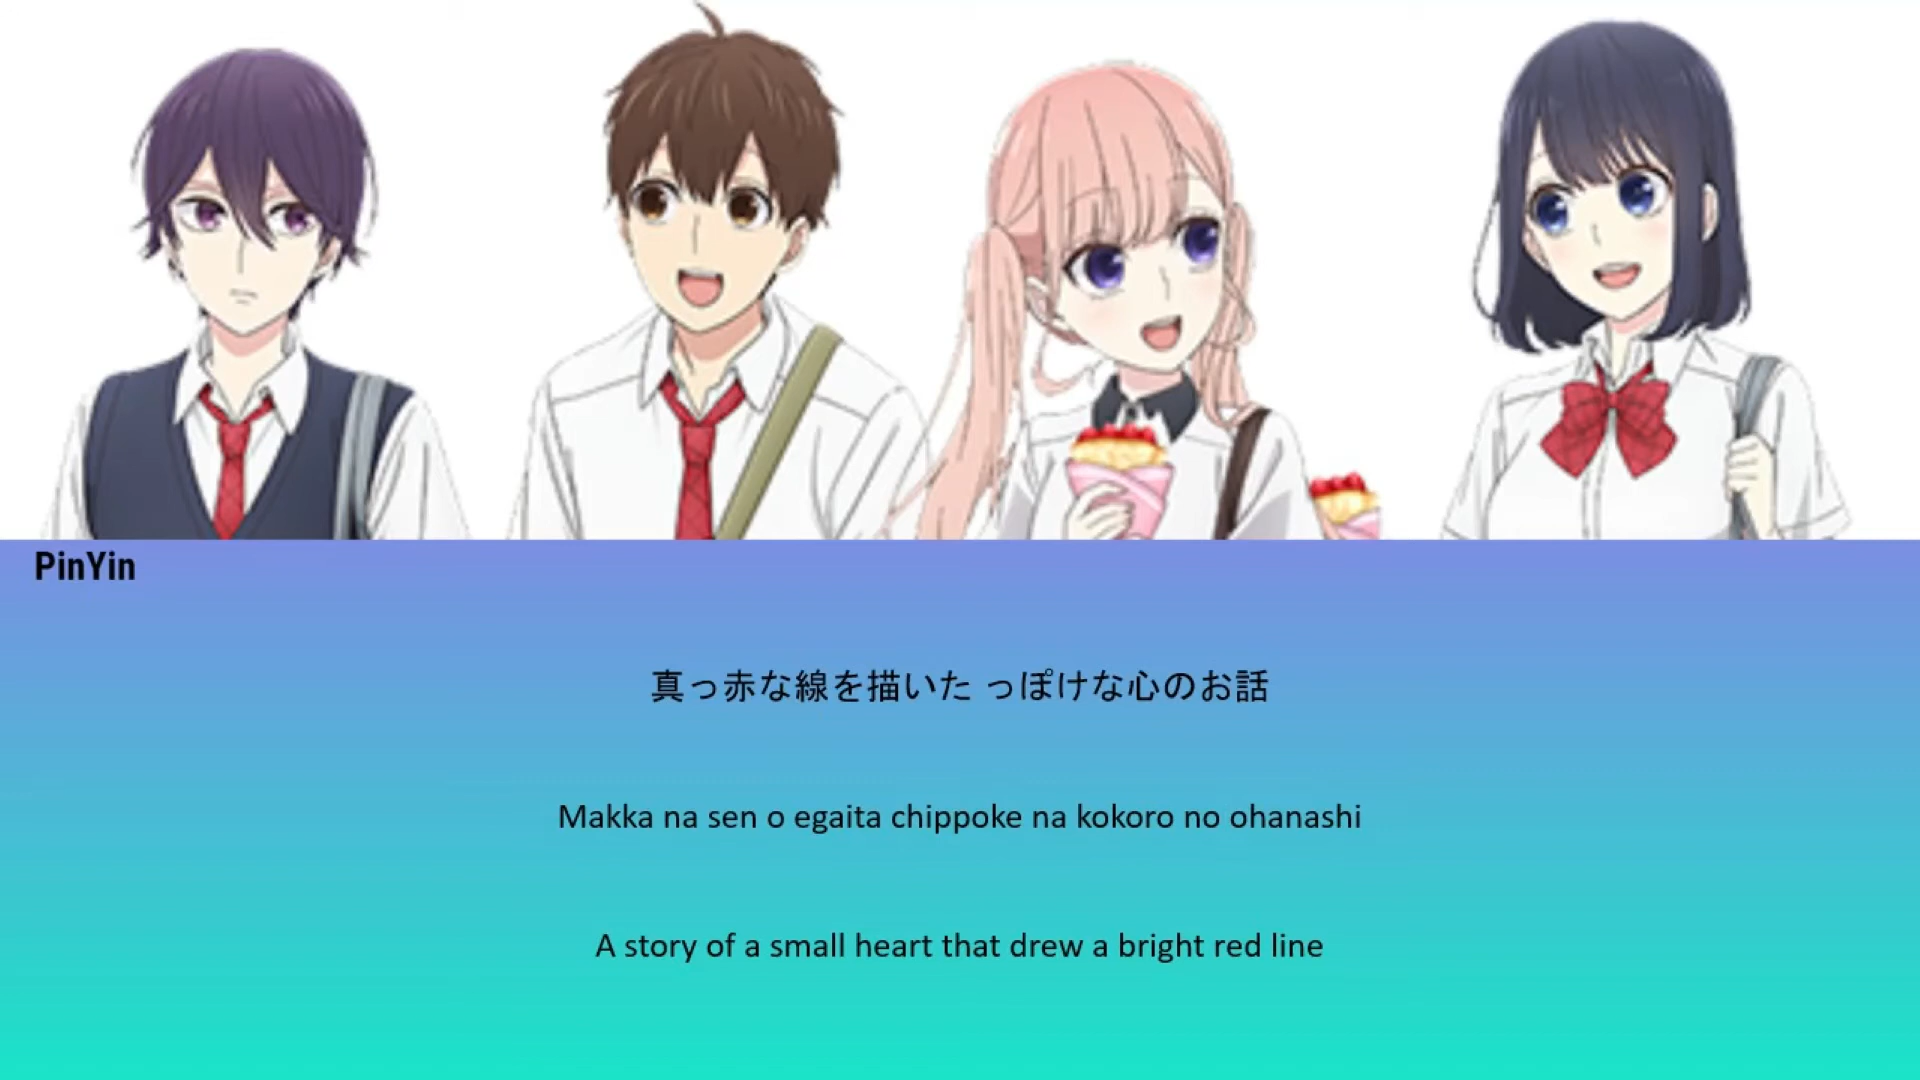 PinYin
真っ赤な線を描いた っぽけな心のお話
Makka na sen o egaita chippoke na kokoro no ohanashi
A story of a small heart that drew a bright red line